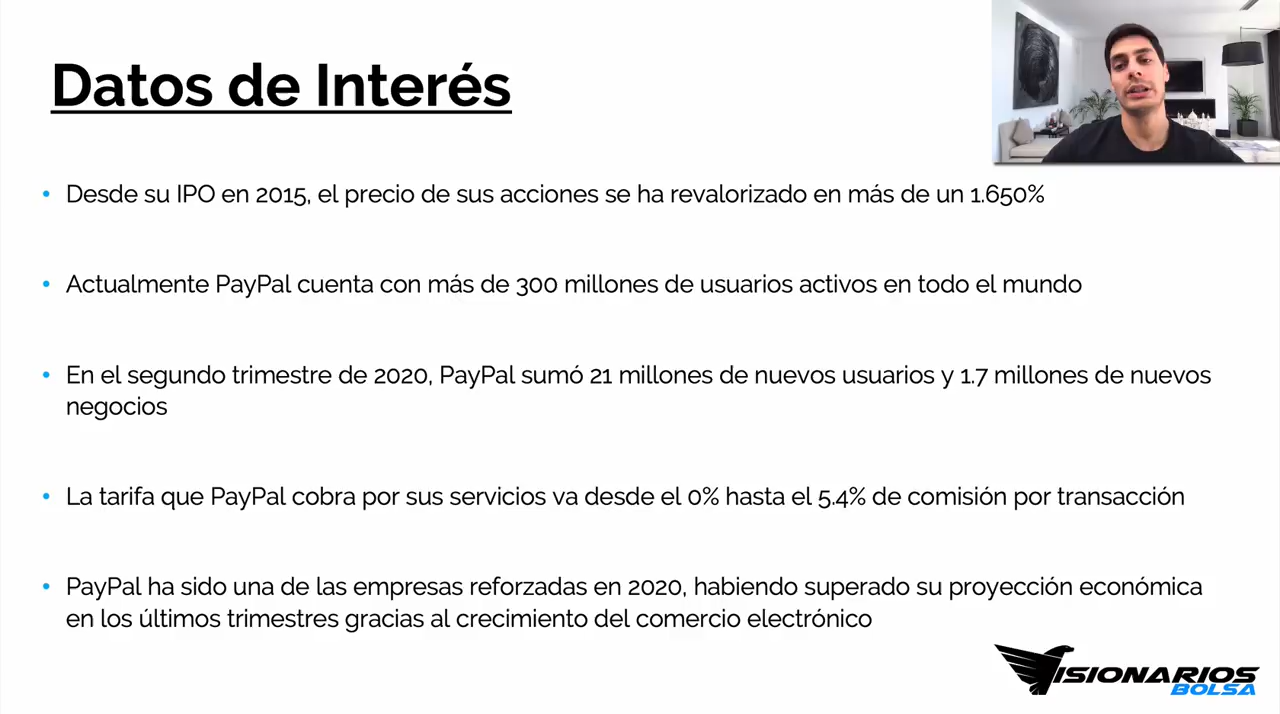 Datos de Interés
• Desde su IPO en 2015, el precio de sus acciones se ha revalorizado en más de un 1.650%
• Actualmente PayPal cuenta con más de 300 millones de usuarios activos en todo el mundo
• En el segundo trimestre de 2020, PayPal sumó 21 millones de nuevos usuarios y 1.7 millones de nuevos
negocios
• La tarifa que PayPal cobra por sus servicios va desde el 0% hasta el 5.4% de comisión por transacción
• PayPal ha sido una de las empresas reforzadas en 2020, habiendo superado su proyección económica
en los últimos trimestres gracias al crecimiento del comercio electrónico
VISIONARIOS
BOLSA